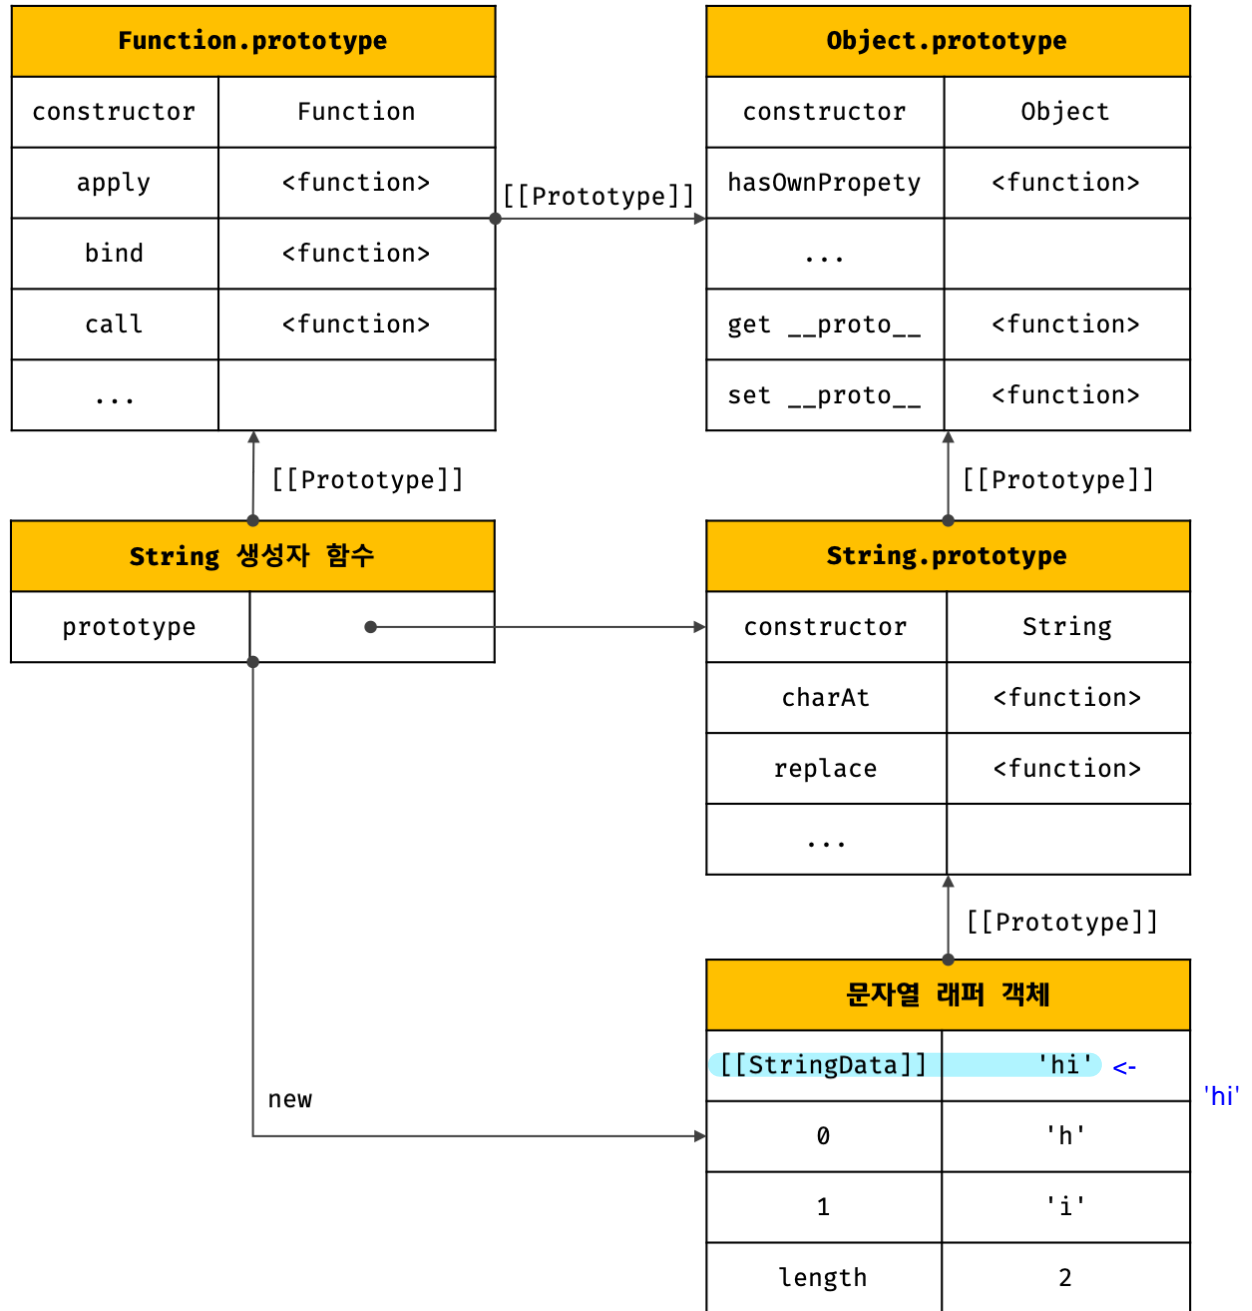 Function.prototype
constructor Function
apply <function>
bind <function>
call <function>
...
[[Prototype]]
Object.prototype
constructor Object
hasOwnPropety <function>
...
get __proto__ <function>
set __proto__ <function>
[[Prototype]]
[[Prototype]]
String 생성자 함수
prototype
String.prototype
constructor String
charAt <function>
replace <function>
...
[[Prototype]]
new
문자열 래퍼 객체
[[StringData]] 'hi' <-
'hi'
0 'h'
1 'i'
length 2